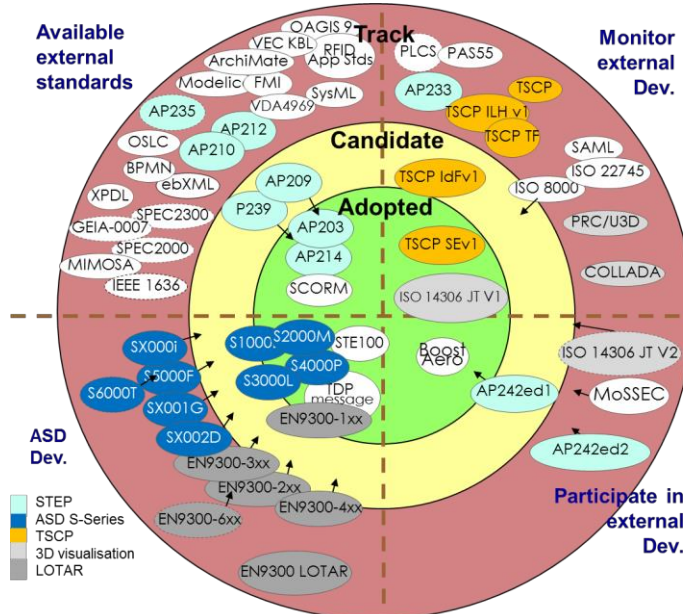 Available
external
standards
Track
Monitor
external
Dev.
OAGIS 9
VEC KBL
RFID
App Stds
ArchiMate
Modelic
FMI
VDA4969
SysML
AP235
AP212
AP210
OSLC
BPMN
ebXML
XPDL
SPEC2300
GEIA-0007
SPEC2000
MIMOSA
IEEE 1636
PLCS
PAS55
AP233
TSCP
TSCP ILH v1
TSCP TF
SAML
ISO 22745
ISO 8000
PRC/U3D
COLLADA
Candidate
AP209
P239
TSCP IdFv1
Adopted
AP203
AP214
SCORM
TSCP SEv1
ISO 14306 JT V1
SX000i
S5000F
S6000T
SX001G
SX002D
S1000
S2000M
S3000L
S4000P
STE100
TDP
message
EN9300-1xx
EN9300-3xx
EN9300-2xx
EN9300-4xx
EN9300-6xx
EN9300 LOTAR
Boost
Aero
AP242ed1
ISO 14306 JT V2
MoSSEC
AP242ed2
ASD
Dev.
Participate in
external
Dev.
STEP
ASD S-Series
TSCP
3D visualisation
LOTAR